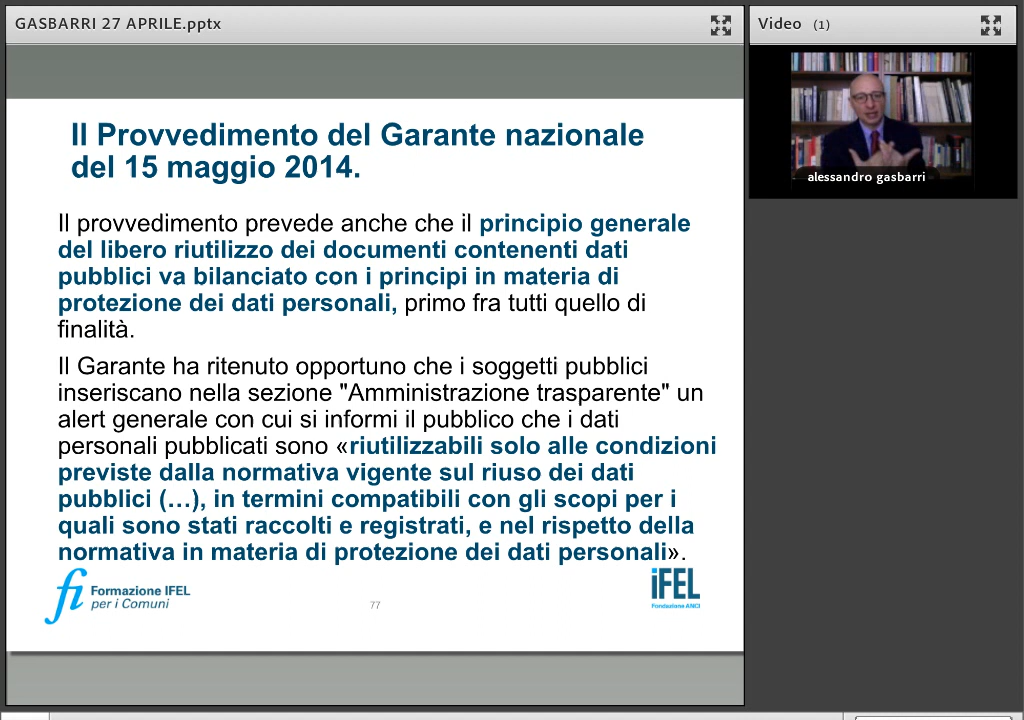 GASBARRI 27 APRILE.pptx
Video (1)
alessandro gasbarri
Il Provvedimento del Garante nazionale
del 15 maggio 2014.
Il provvedimento prevede anche che il principio generale
del libero riutilizzo dei documenti contenenti dati
pubblici va bilanciato con i principi in materia di
protezione dei dati personali, primo fra tutti quello di
finalità.
Il Garante ha ritenuto opportuno che i soggetti pubblici
inseriscano nella sezione "Amministrazione trasparente" un
alert generale con cui si informi il pubblico che i dati
personali pubblicati sono «riutilizzabili solo alle condizioni
previste dalla normativa vigente sul riuso dei dati
pubblici (…), in termini compatibili con gli scopi per i
quali sono stati raccolti e registrati, e nel rispetto della
normativa in materia di protezione dei dati personali».
fi Formazione IFEL
per i Comuni
77
iFEL
Fondazione ANCI